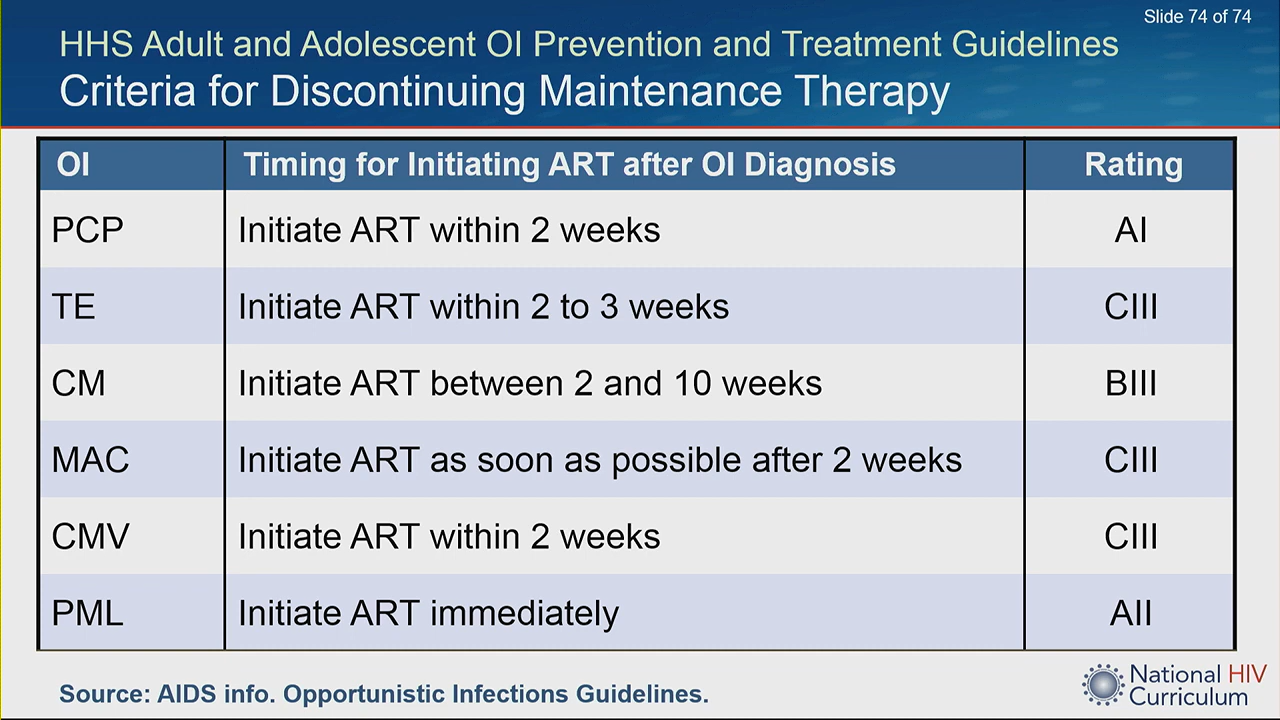 Slide 74 of 74
HHS Adult and Adolescent OI Prevention and Treatment Guidelines
Criteria for Discontinuing Maintenance Therapy
OI Timing for Initiating ART after OI Diagnosis Rating
PCP Initiate ART within 2 weeks AI
TE Initiate ART within 2 to 3 weeks CIII
CM Initiate ART between 2 and 10 weeks BIII
MAC Initiate ART as soon as possible after 2 weeks CIII
CMV Initiate ART within 2 weeks CIII
PML Initiate ART immediately AII
Source: AIDS info. Opportunistic Infections Guidelines.
National HIV
Curriculum